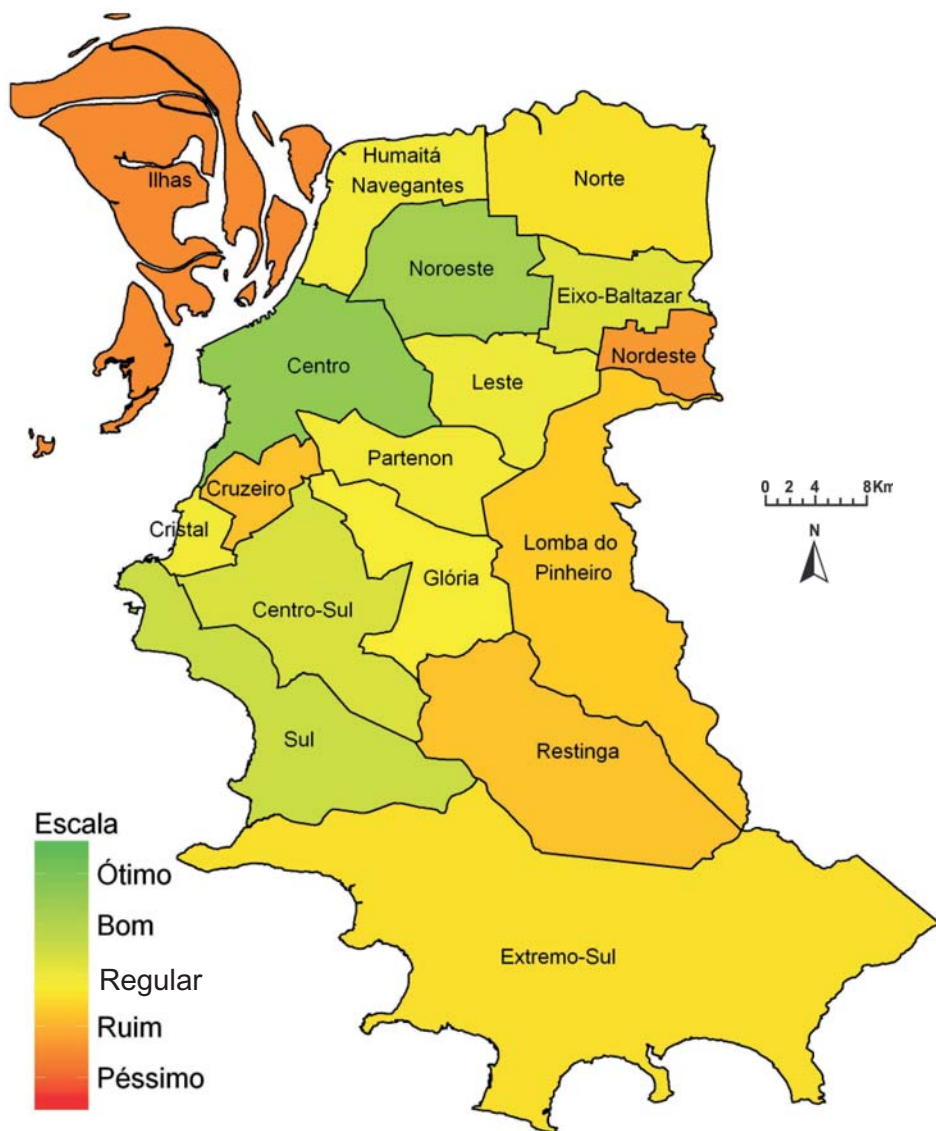 Ilhas
Humaitá
Navegantes
Norte
Noroeste
Eixo-Baltazar
Nordeste
Centro
Leste
Partenon
Cruzeiro
Cristal
Lomba do
Pinheiro
Glória
Centro-Sul
Sul
Restinga
Extremo-Sul
0 2 4 8Km
N
Escala
Ótimo
Bom
Regular
Ruim
Péssimo